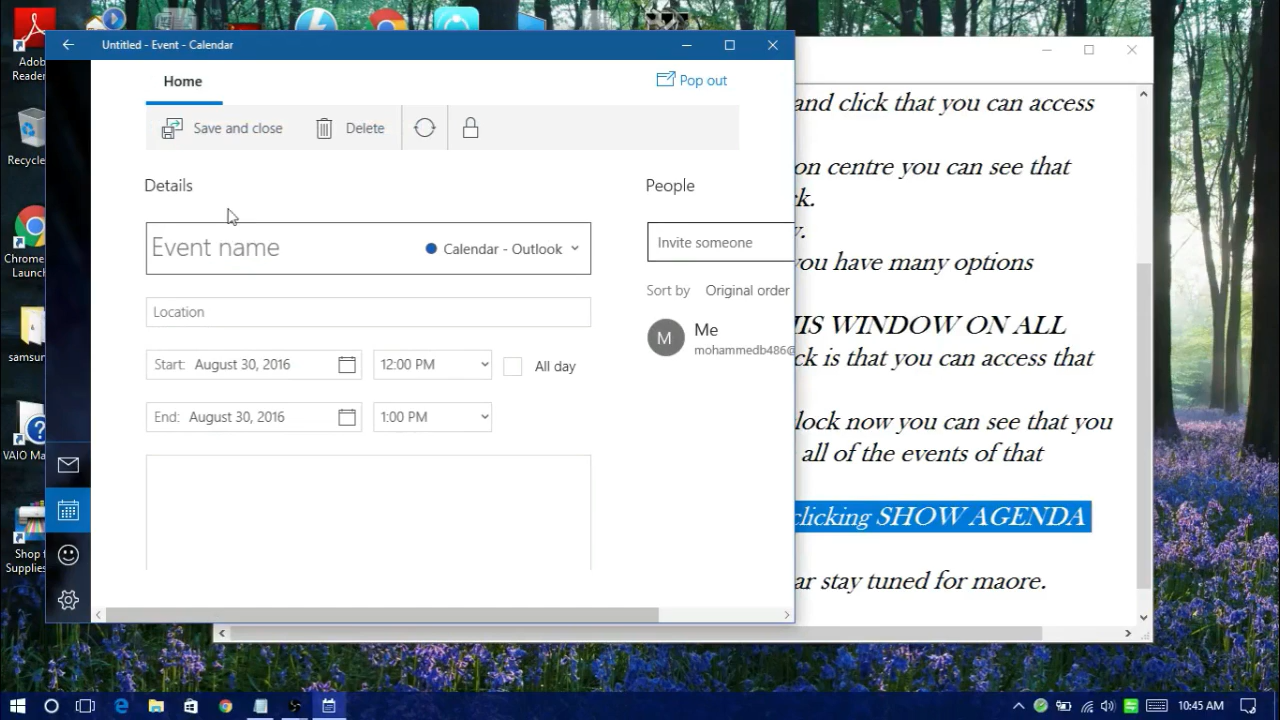 Adob
Reader
Recycle
Chrome
Launch
samsu
VAIO Ma
Shop f
Supplies
Untitled - Event - Calendar
Home
Pop out
Save and close
Delete
Details
People
Event name
Calendar - Outlook
Invite someone
Location
Sort by Original order
Start: August 30, 2016
12:00 PM
All day
M
Me
mohammedb486@
End: August 30, 2016
1:00 PM
and click that you can access
on centre you can see that
k.
y.
you have many options
HIS WINDOW ON ALL
ck is that you can access that
lock now you can see that you
all of the events of that
clicking SHOW AGENDA
ar stay tuned for maore.
10:45 AM